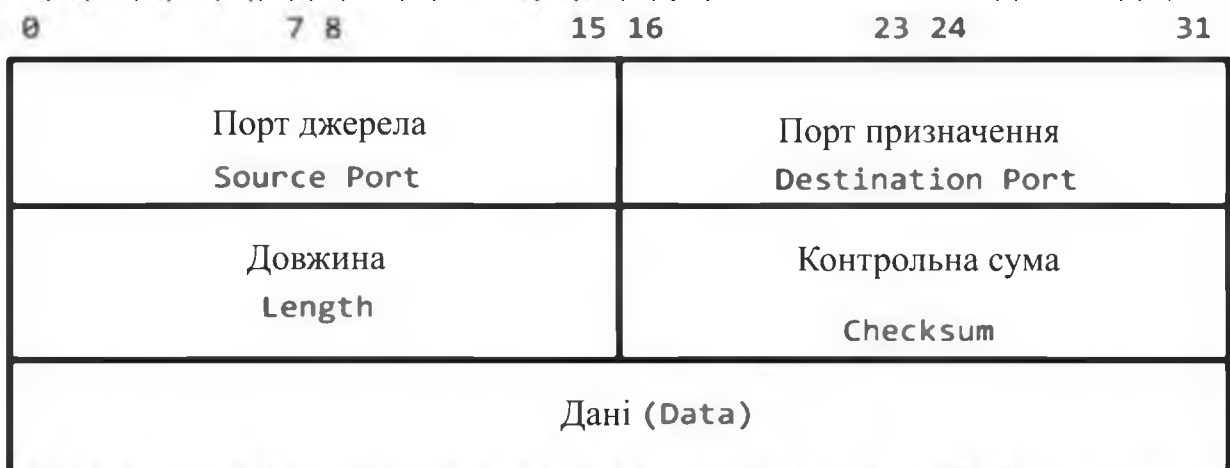 0 7 8 15 16 23 24 31
Порт джерела Порт призначення
Source Port Destination Port
Довжина Контрольна сума
Length
Checksum
Дані (Data)